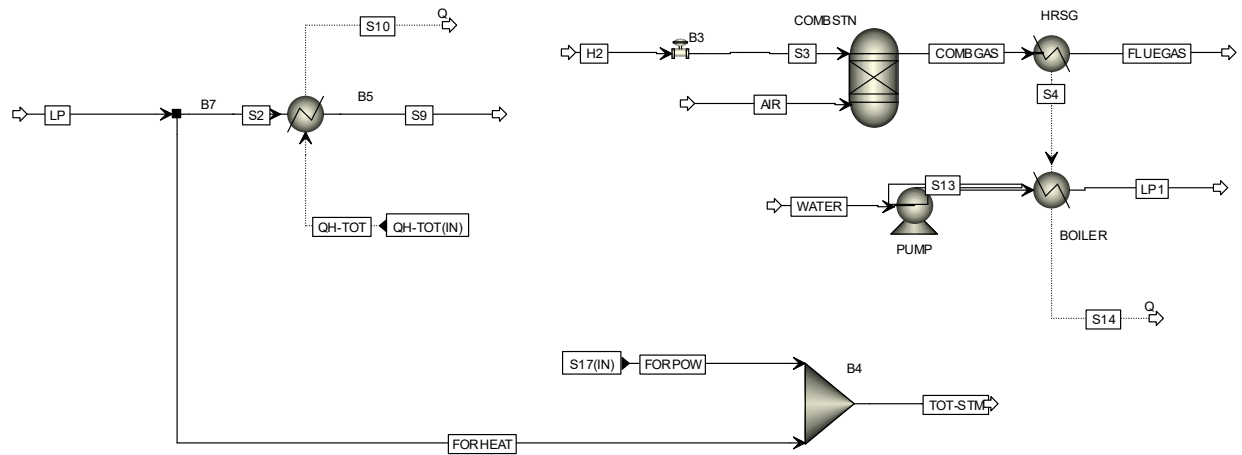 S10
Q
LP
B7
S2
B5
S9
QH-TOT
QH-TOT(IN)
COMBSTN
HRSG
H2
B3
S3
COMBGAS
FLUEGAS
AIR
S4
WATER
S13
LP1
PUMP
BOILER
S14
Q
S17(IN)
FORPOW
B4
TOT-STM
FORHEAT